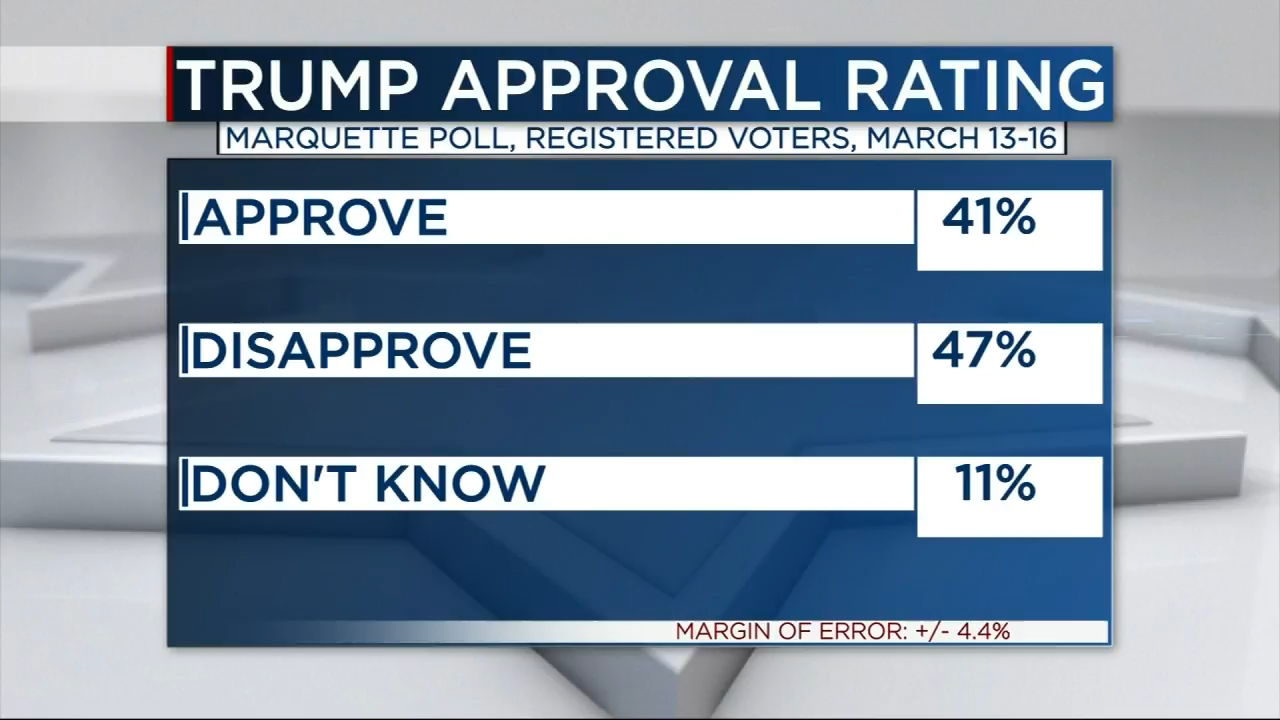 TRUMP APPROVAL RATING
MARQUETTE POLL, REGISTERED VOTERS, MARCH 13-16
APPROVE 41%
DISAPPROVE 47%
DON'T KNOW 11%
MARGIN OF ERROR: +/- 4.4%